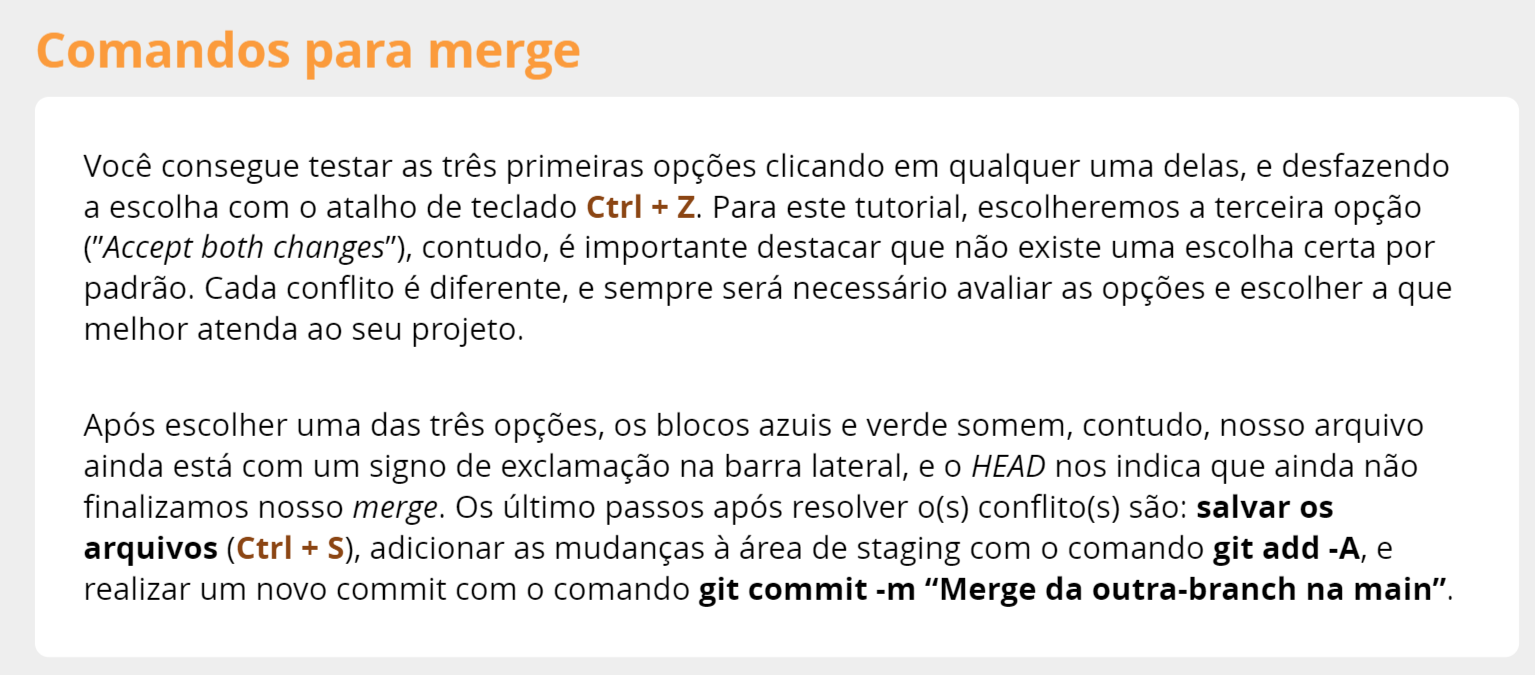 Comandos para merge
Você consegue testar as três primeiras opções clicando em qualquer uma delas, e desfazendo
a escolha com o atalho de teclado Ctrl + Z. Para este tutorial, escolheremos a terceira opção
(”Accept both changes”), contudo, é importante destacar que não existe uma escolha certa por
padrão. Cada conflito é diferente, e sempre será necessário avaliar as opções e escolher a que
melhor atenda ao seu projeto.
Após escolher uma das três opções, os blocos azuis e verde somem, contudo, nosso arquivo
ainda está com um signo de exclamação na barra lateral, e o HEAD nos indica que ainda não
finalizamos nosso merge. Os último passos após resolver o(s) conflito(s) são: salvar os
arquivos (Ctrl + S), adicionar as mudanças à área de staging com o comando git add -A, e
realizar um novo commit com o comando git commit -m “Merge da outra-branch na main”.